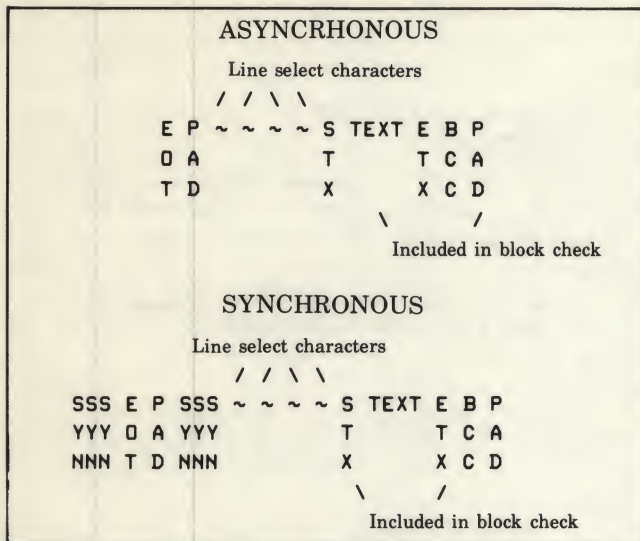 ASYNCRHONOUS
Line select characters
/ / \ \
E P ~ ~ ~ ~ S TEXT E B P
O A T T C A
T D X X C D
\ /
Included in block check
SYNCHRONOUS
Line select characters
/ / \ \
SSS E P SSS ~ ~ ~ ~ S TEXT E B P
YYY O A YYY T T C A
NNN T D NNN X X C D
\ /
Included in block check